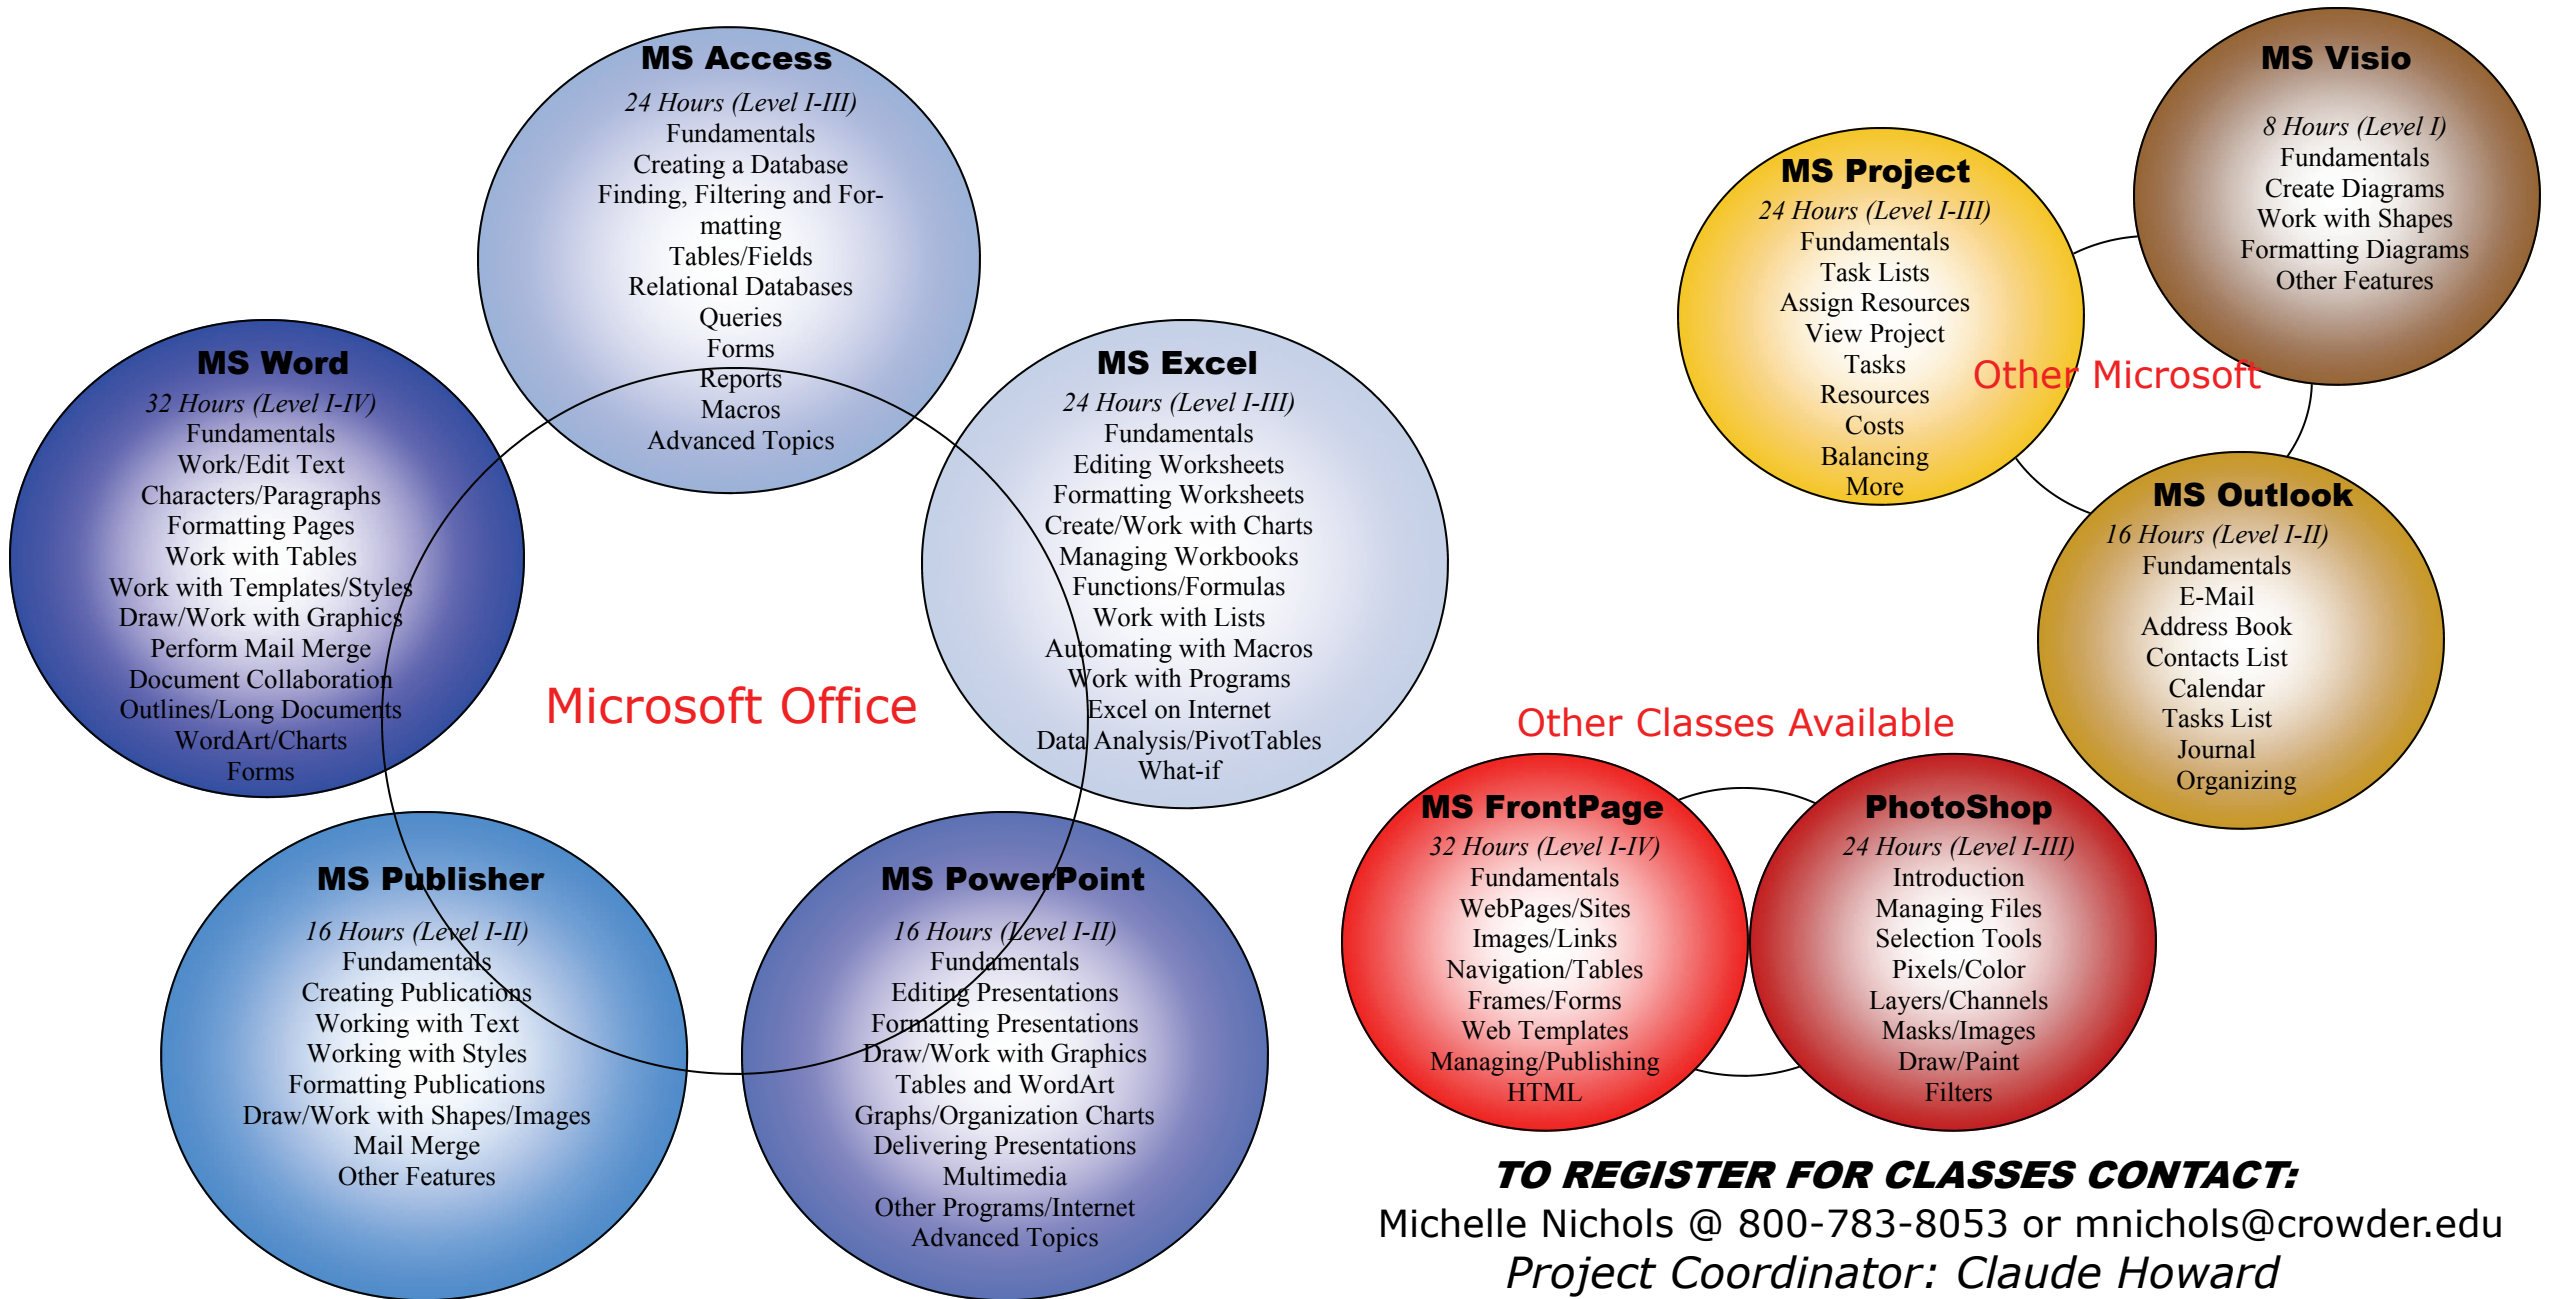 MS Access
24 Hours (Level I-III)
Fundamentals
Creating a Database
Finding, Filtering and For-
matting
Tables/Fields
Relational Databases
Queries
Forms
Reports
Macros
Advanced Topics
MS Word
32 Hours (Level I-IV)
Fundamentals
Work/Edit Text
Characters/Paragraphs
Formatting Pages
Work with Tables
Work with Templates/Styles
Draw/Work with Graphics
Perform Mail Merge
Document Collaboration
Outlines/Long Documents
WordArt/Charts
Forms
MS Excel
24 Hours (Level I-III)
Fundamentals
Editing Worksheets
Formatting Worksheets
Create/Work with Charts
Managing Workbooks
Functions/Formulas
Work with Lists
Automating with Macros
Work with Programs
Excel on Internet
Data Analysis/PivotTables
What-if
Microsoft Office
MS Publisher
16 Hours (Level I-II)
Fundamentals
Creating Publications
Working with Text
Working with Styles
Formatting Publications
Draw/Work with Shapes/Images
Mail Merge
Other Features
MS PowerPoint
16 Hours (Level I-II)
Fundamentals
Editing Presentations
Formatting Presentations
Draw/Work with Graphics
Tables and WordArt
Graphs/Organization Charts
Delivering Presentations
Multimedia
Other Programs/Internet
Advanced Topics
MS Visio
8 Hours (Level I)
Fundamentals
Create Diagrams
Work with Shapes
Formatting Diagrams
Other Features
MS Project
24 Hours (Level I-III)
Fundamentals
Task Lists
Assign Resources
View Project
Tasks
Resources
Costs
Balancing
More
Other Microsoft
MS Outlook
16 Hours (Level I-II)
Fundamentals
E-Mail
Address Book
Contacts List
Calendar
Tasks List
Journal
Organizing
Other Classes Available
MS FrontPage
32 Hours (Level I-IV)
Fundamentals
WebPages/Sites
Images/Links
Navigation/Tables
Frames/Forms
Web Templates
Managing/Publishing
HTML
PhotoShop
24 Hours (Level I-III)
Introduction
Managing Files
Selection Tools
Pixels/Color
Layers/Channels
Masks/Images
Draw/Paint
Filters
TO REGISTER FOR CLASSES CONTACT:
Michelle Nichols @ 800-783-8053 or mnichols@crowder.edu
Project Coordinator: Claude Howard